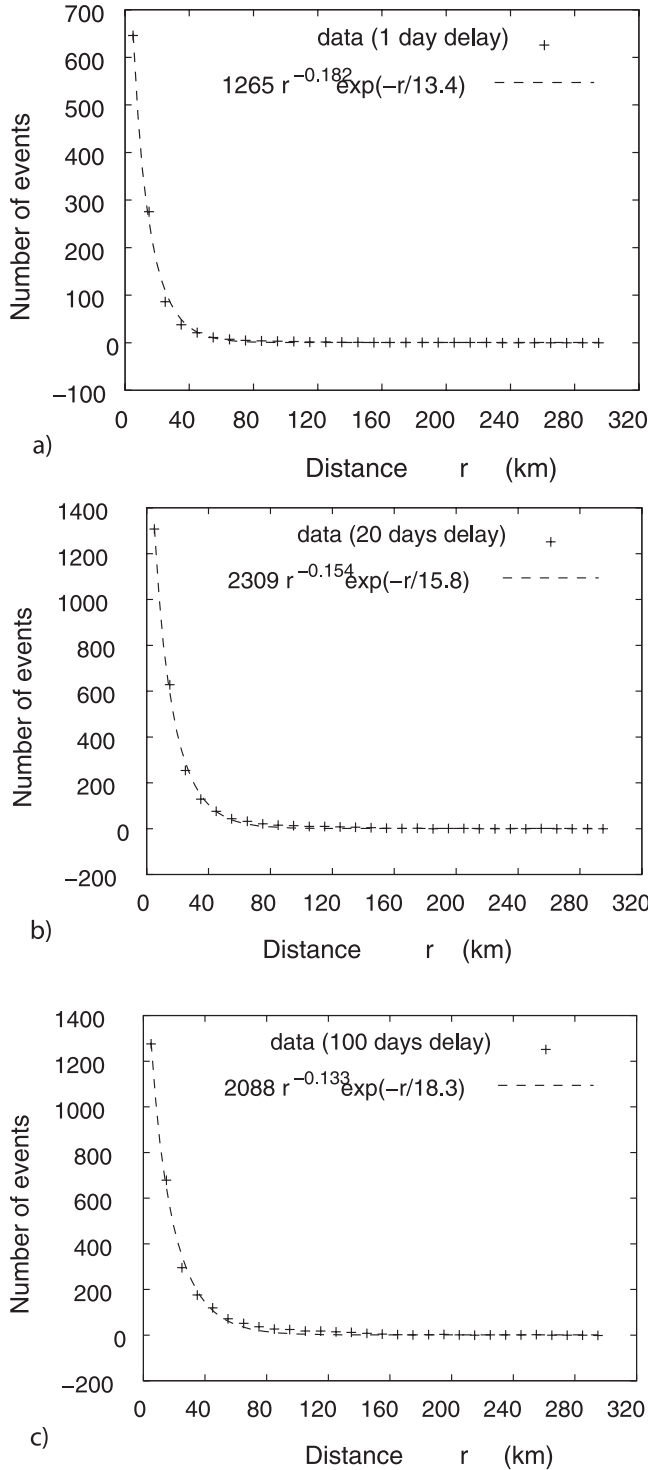 700
600
500
400
300
200
100
0
−100
Number of events
data (1 day delay)
1265 r^−0.182 exp(−r/13.4)
0 40 80 120 160 200 240 280 320
a)
Distance r (km)
1400
1200
1000
800
600
400
200
0
−200
Number of events
data (20 days delay)
2309 r^−0.154 exp(−r/15.8)
0 40 80 120 160 200 240 280 320
b)
Distance r (km)
1400
1200
1000
800
600
400
200
0
−200
Number of events
data (100 days delay)
2088 r^−0.133 exp(−r/18.3)
0 40 80 120 160 200 240 280 320
c)
Distance r (km)